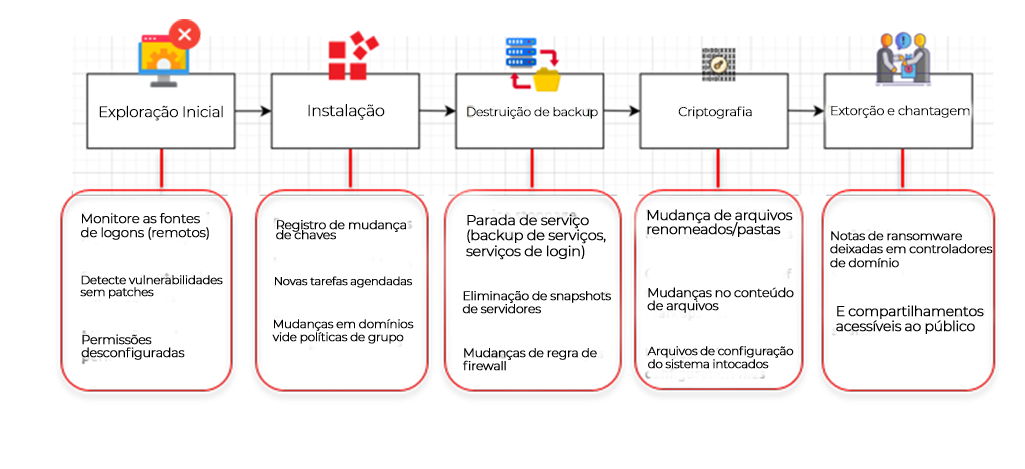 Exploração Inicial
Instalação
Destruição de backup
Criptografia
Extorção e chantagem
Monitore as fontes
de logons (remotos)
Detecte vulnerabilidades
sem patches
Permissões
desconfiguradas
Registro de mudança
de chaves
Novas tarefas agendadas
Mudanças em domínios
vide políticas de grupo
Parada de serviço
(backup de serviços,
serviços de login)
Eliminação de snapshots
de servidores
Mudanças de regra de
firewall
Mudança de arquivos
renomeados/pastas
Mudanças no conteúdo
de arquivos
Arquivos de configuração
do sistema intocados
Notas de ransomware
deixadas em controladores
de domínio
E compartilhamentos
acessíveis ao público